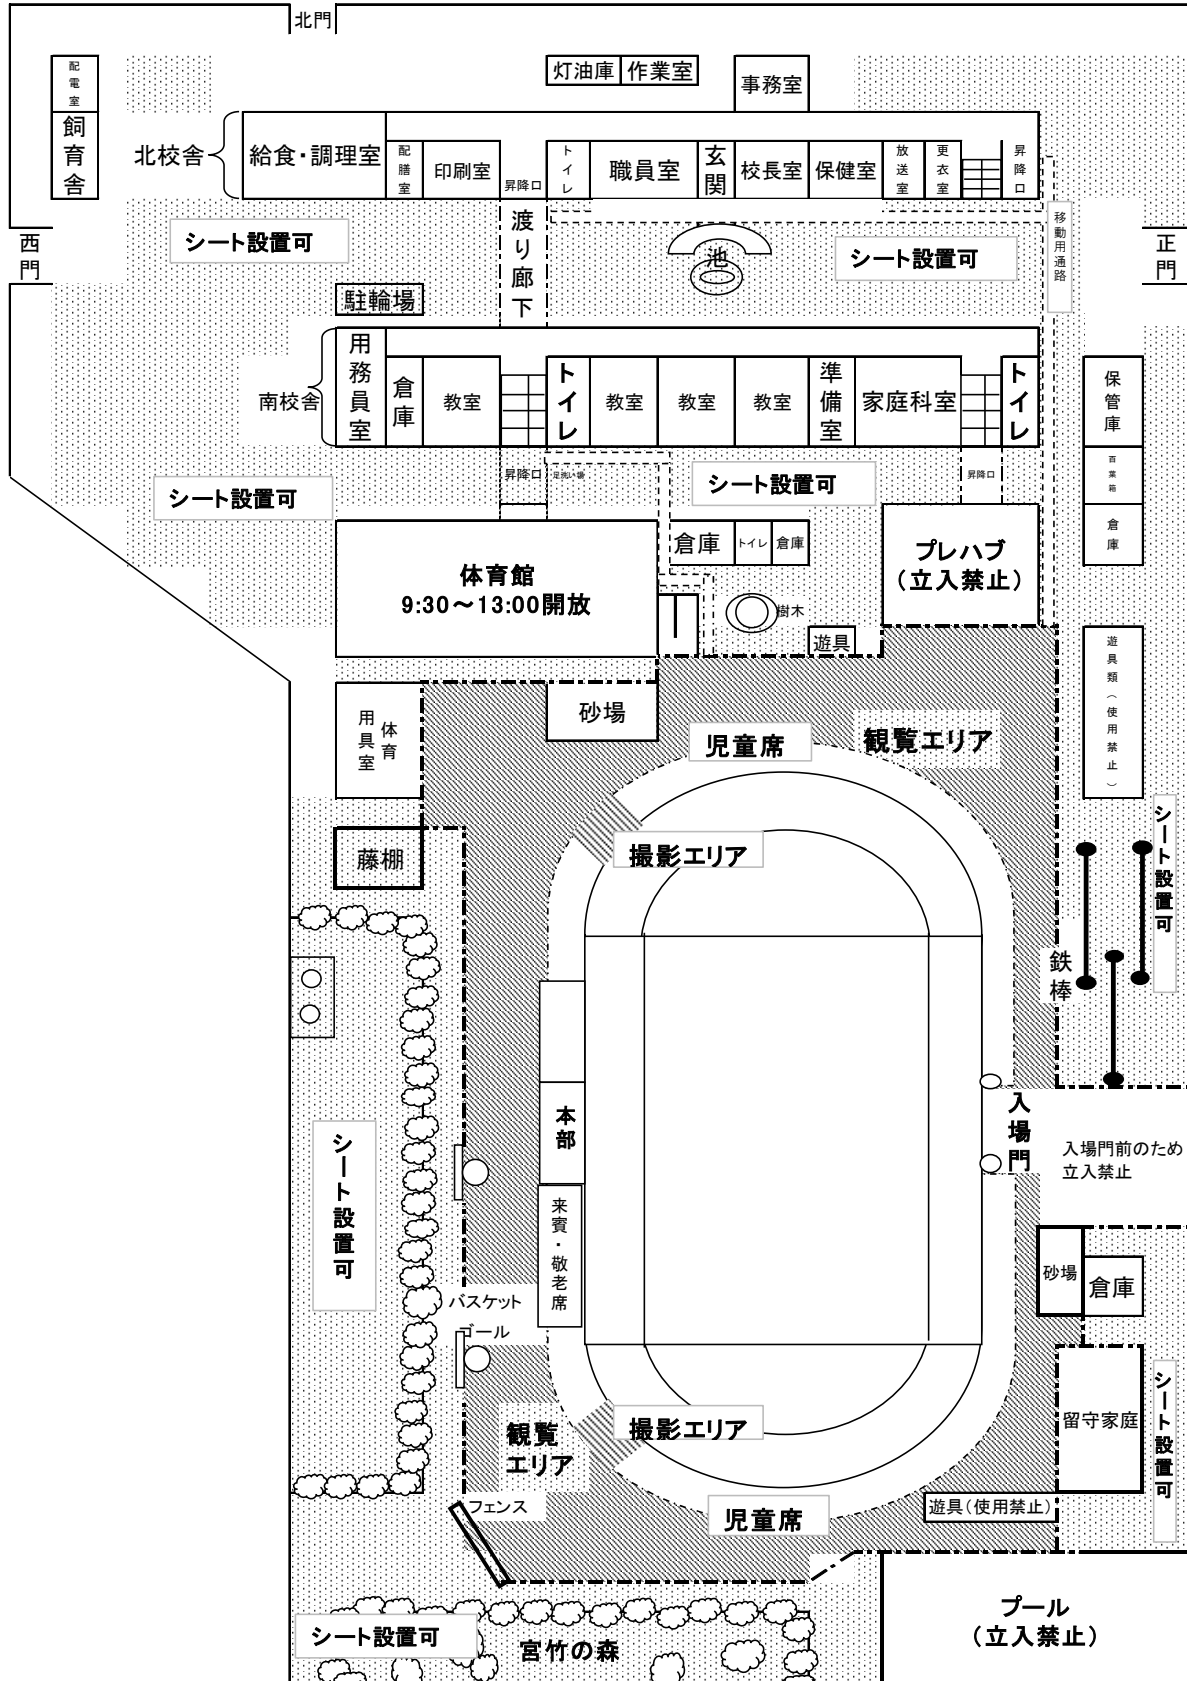 北門
配電室
灯油庫
作業室
事務室
飼育舎
北校舎
給食・調理室
配膳室
印刷室
昇降口
トイレ
職員室
玄関
校長室
保健室
放送室
更衣室
昇降口
西門
シート設置可
渡り廊下
池
シート設置可
移動用通路
正門
駐輪場
南校舎
用務員室
倉庫
教室
トイレ
教室
教室
教室
準備室
家庭科室
トイレ
保管庫
シート設置可
昇降口
足洗い場
シート設置可
昇降口
百葉箱
倉庫
体育館
9:30～13:00開放
倉庫
トイレ
倉庫
プレハブ
（立入禁止）
樹木
遊具
遊具類（使用禁止）
体育
用具室
砂場
児童席
観覧エリア
藤棚
撮影エリア
シート設置可
鉄棒
シート設置可
本部
入場門
入場門前のため
立入禁止
来賓・敬老席
バスケット
ゴール
砂場
倉庫
観覧
エリア
撮影エリア
留守家庭
シート設置可
フェンス
児童席
遊具（使用禁止）
シート設置可
宮竹の森
プール
（立入禁止）